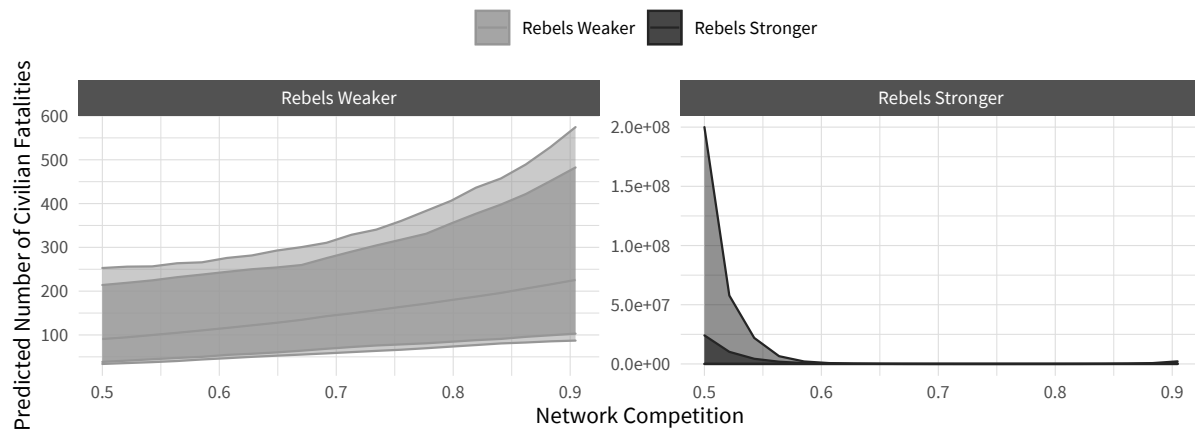 Rebels Weaker Rebels Stronger
Rebels Weaker
Rebels Stronger
Predicted Number of Civilian Fatalities
600
500
400
300
200
100
2.0e+08
1.5e+08
1.0e+08
5.0e+07
0.0e+00
0.5 0.6 0.7 0.8 0.9
0.5 0.6 0.7 0.8 0.9
Network Competition